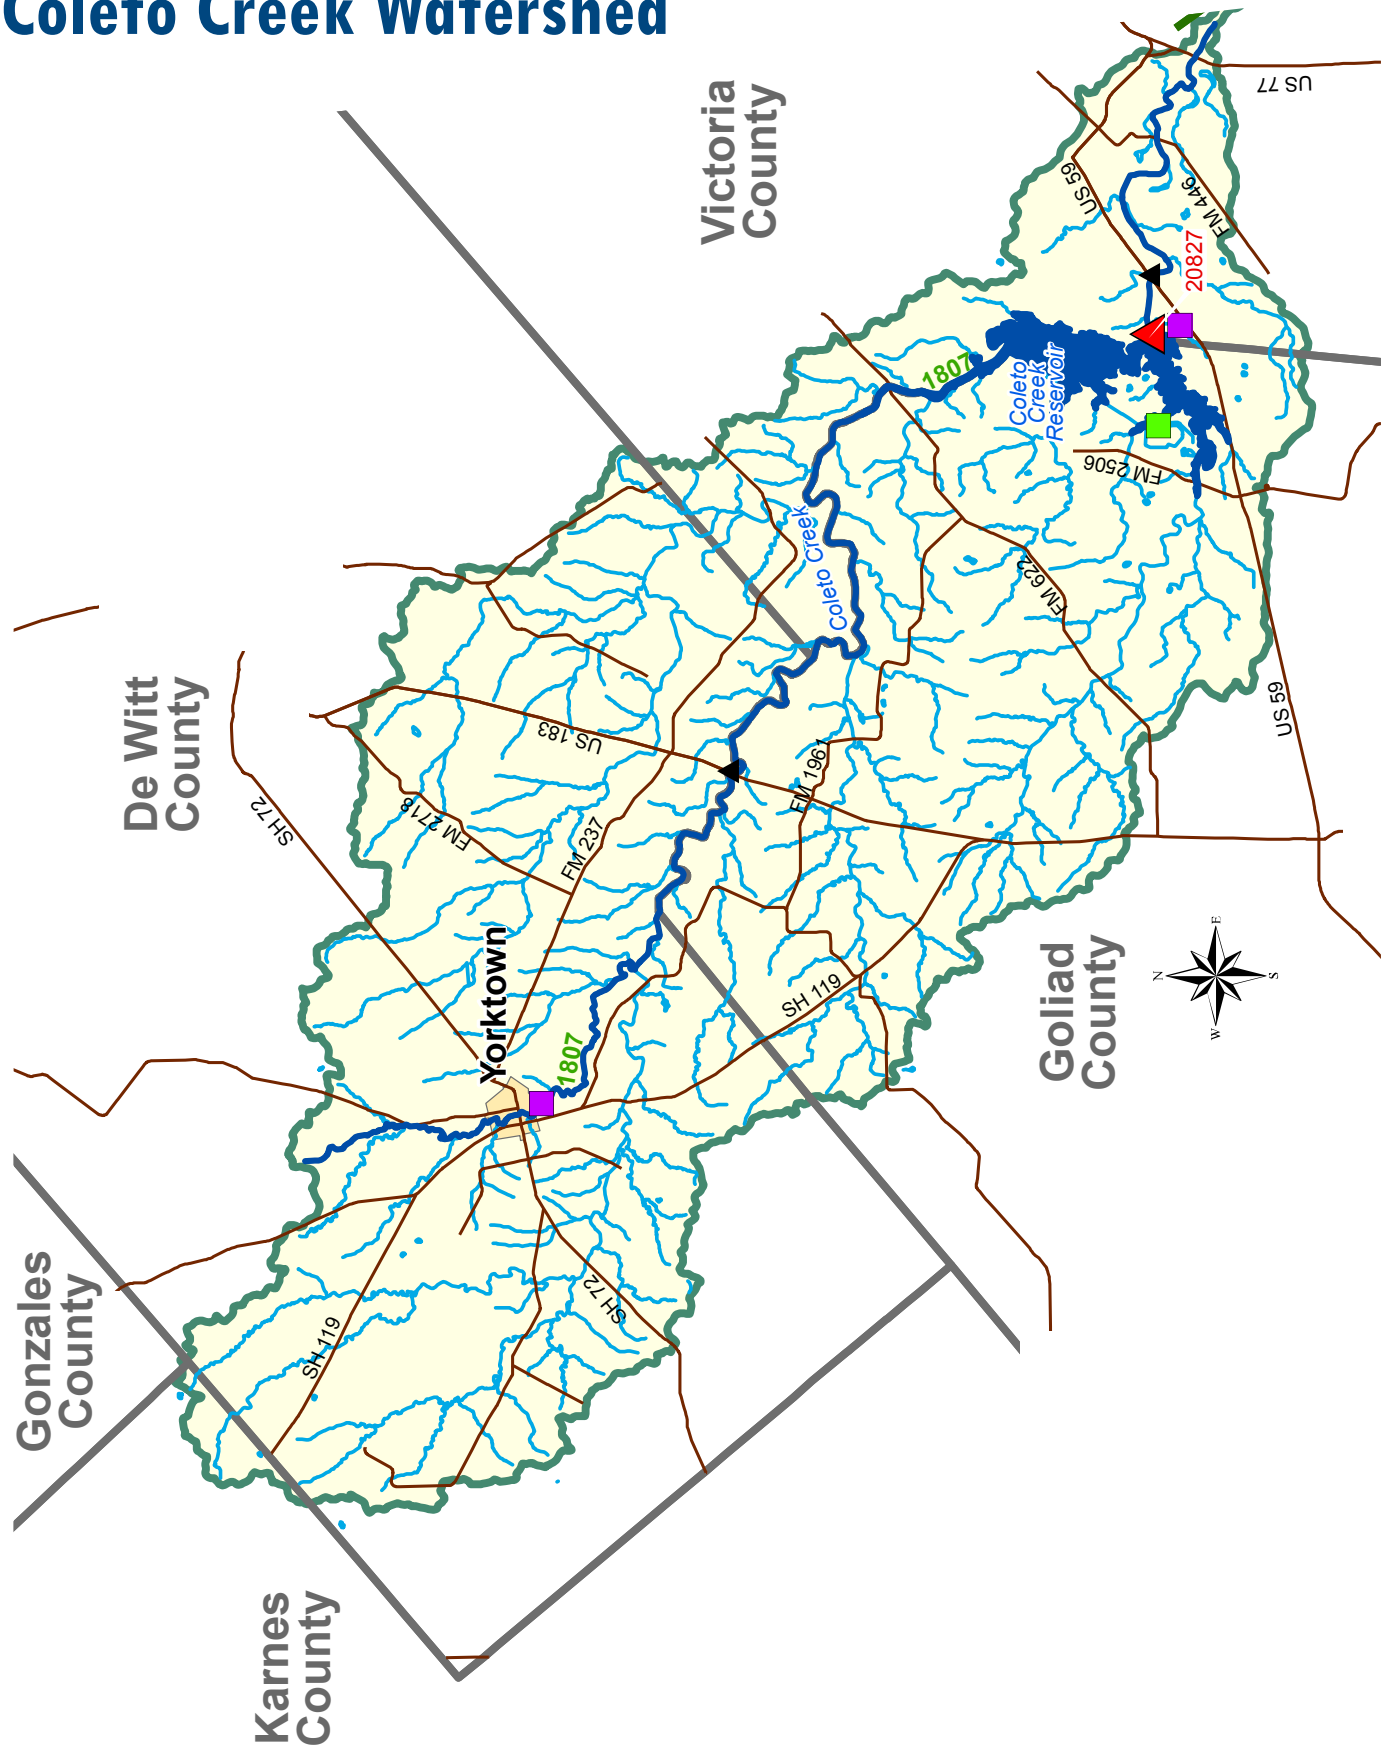 Coleto Creek Watershed
Victoria
County
US 77
US 59
FM 446
20827
De Witt
County
1807
Coleto
Creek
Reservoir
FM 2506
Coleto Creek
FM 622
US 183
SH 72
FM 2718
FM 237
FM 1961
US 59
Yorktown
1807
SH 119
Goliad
County
N
E
S
W
Gonzales
County
SH 119
SH 72
Karnes
County